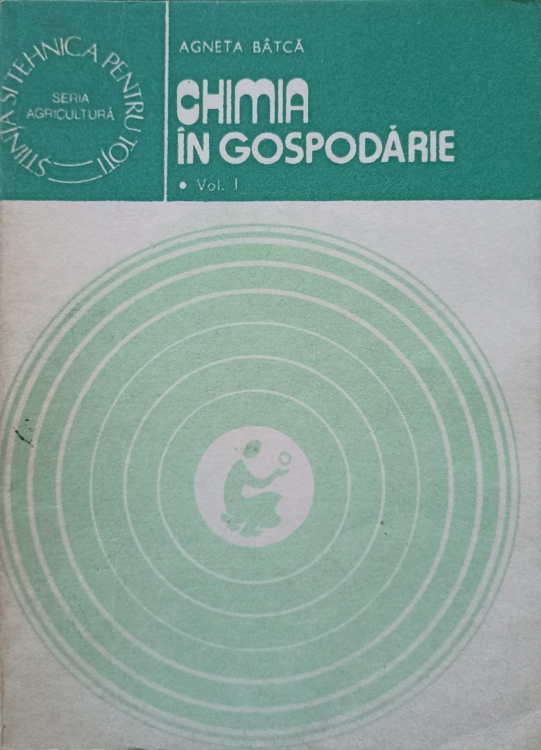 ȘTIINȚA ȘI TEHNICA PENTRU TOȚI
SERIA
AGRICULTURĂ
AGNETA BÂTCĂ
CHIMIA
ÎN GOSPODĂRIE
• Vol. I